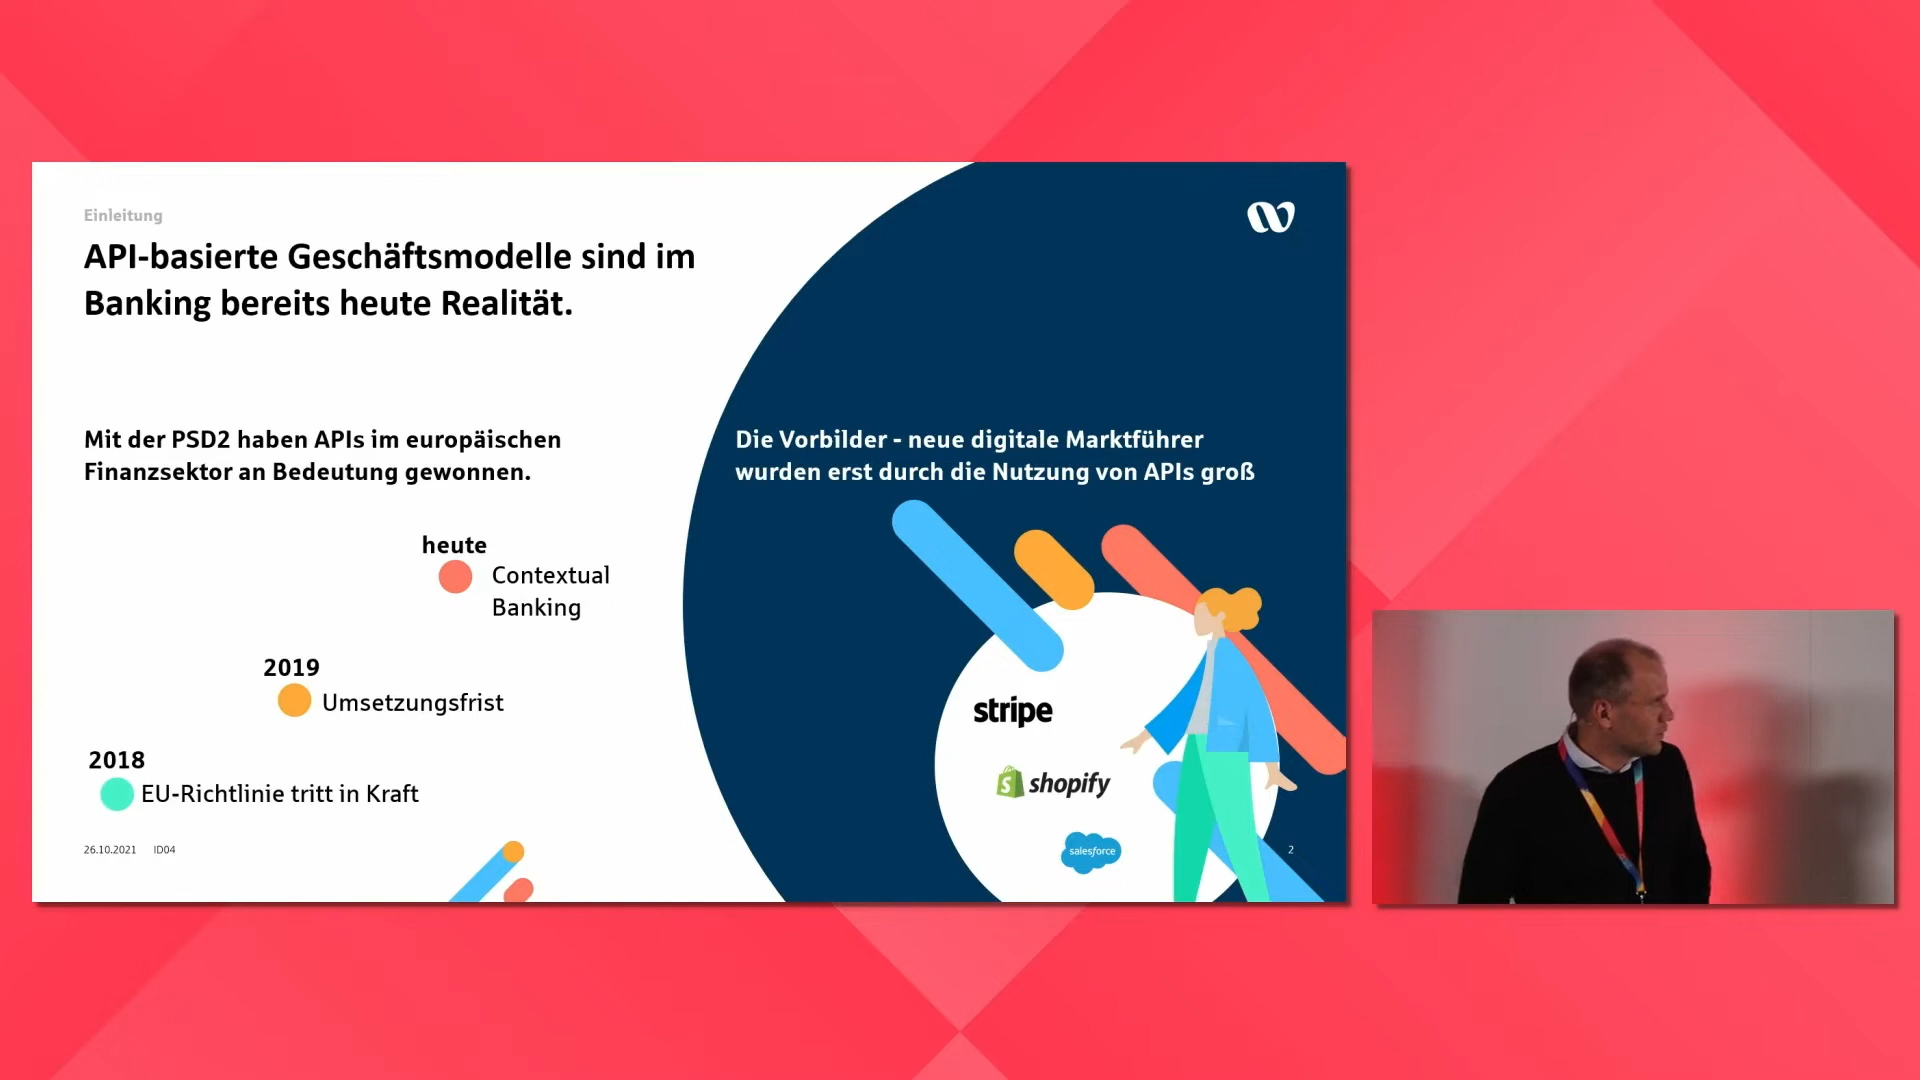 Einleitung
API-basierte Geschäftsmodelle sind im
Banking bereits heute Realität.
Mit der PSD2 haben APIs im europäischen
Finanzsektor an Bedeutung gewonnen.
heute
Contextual
Banking
2019
Umsetzungsfrist
2018
EU-Richtlinie tritt in Kraft
26.10.2021 ID04
Die Vorbilder - neue digitale Marktführer
wurden erst durch die Nutzung von APIs groß
stripe
shopify
salesforce
2